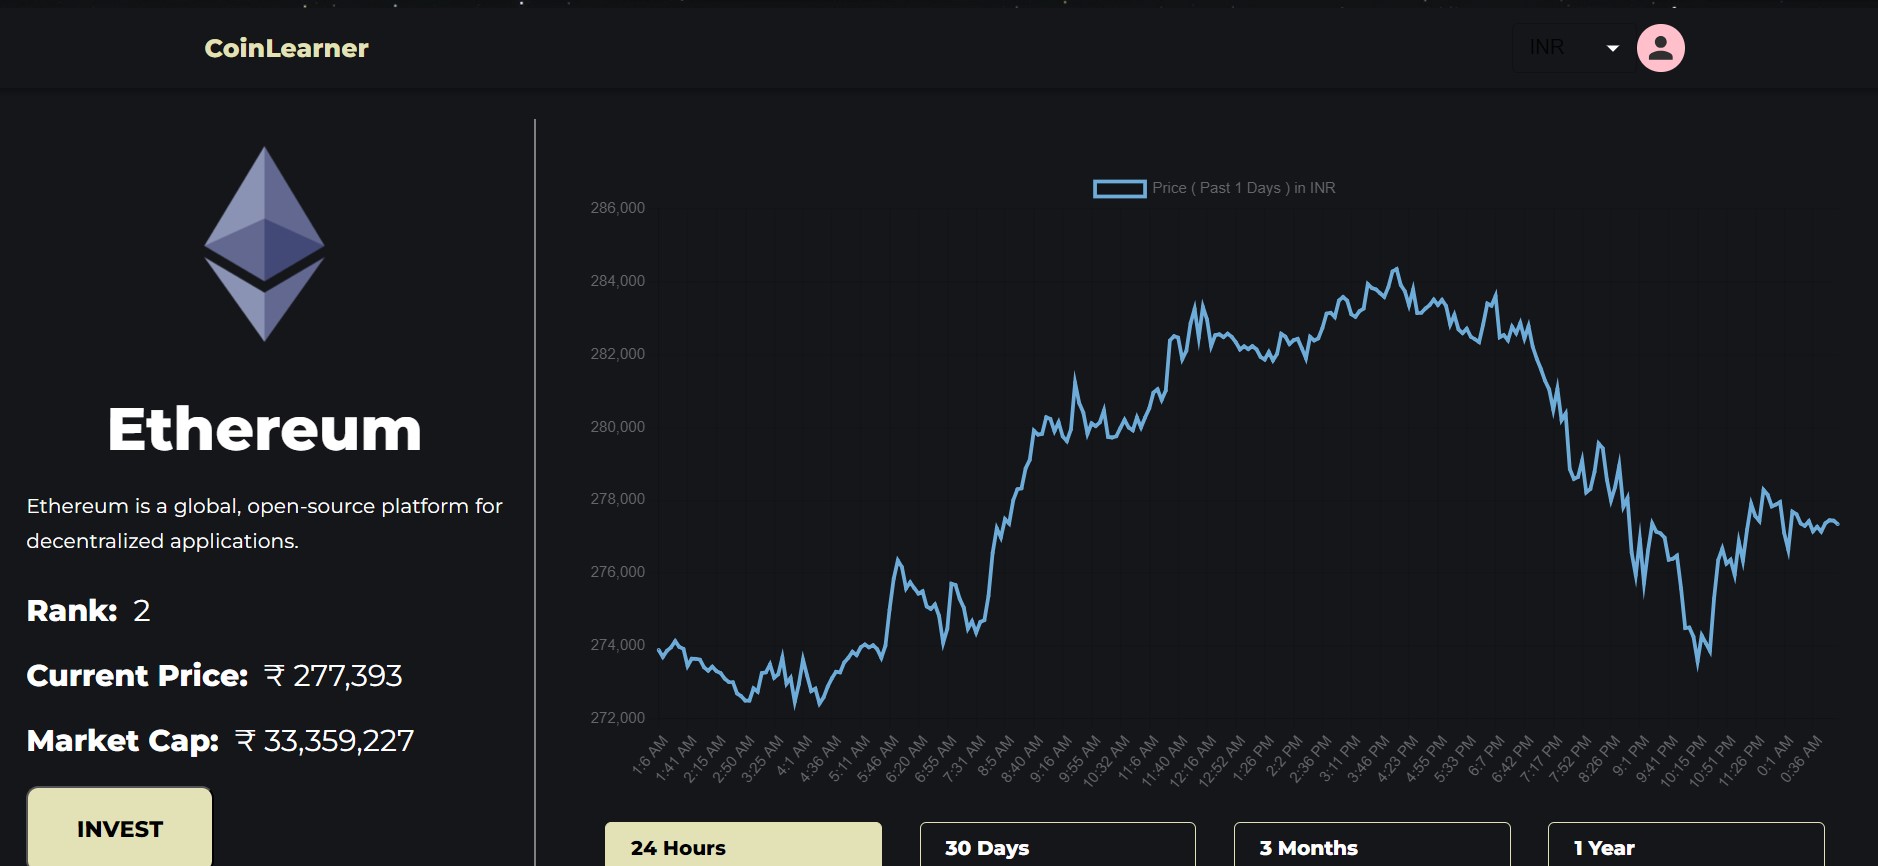 CoinLearner
INR
Ethereum
Ethereum is a global, open-source platform for
decentralized applications.
Rank: 2
Current Price: ₹ 277,393
Market Cap: ₹ 33,359,227
INVEST
Price ( Past 1 Days ) in INR
286,000
284,000
282,000
280,000
278,000
276,000
274,000
272,000
1:6 AM
1:41 AM
2:15 AM
2:50 AM
3:25 AM
4:1 AM
4:36 AM
5:11 AM
5:46 AM
6:20 AM
6:55 AM
7:31 AM
8:5 AM
8:40 AM
9:16 AM
9:55 AM
10:32 AM
11:6 AM
11:40 AM
12:16 AM
12:52 AM
1:26 PM
2:2 PM
2:36 PM
3:11 PM
3:46 PM
4:23 PM
4:55 PM
5:33 PM
6:7 PM
6:42 PM
7:17 PM
7:52 PM
8:26 PM
9:1 PM
9:41 PM
10:15 PM
10:51 PM
11:26 PM
0:1 AM
0:36 AM
24 Hours
30 Days
3 Months
1 Year